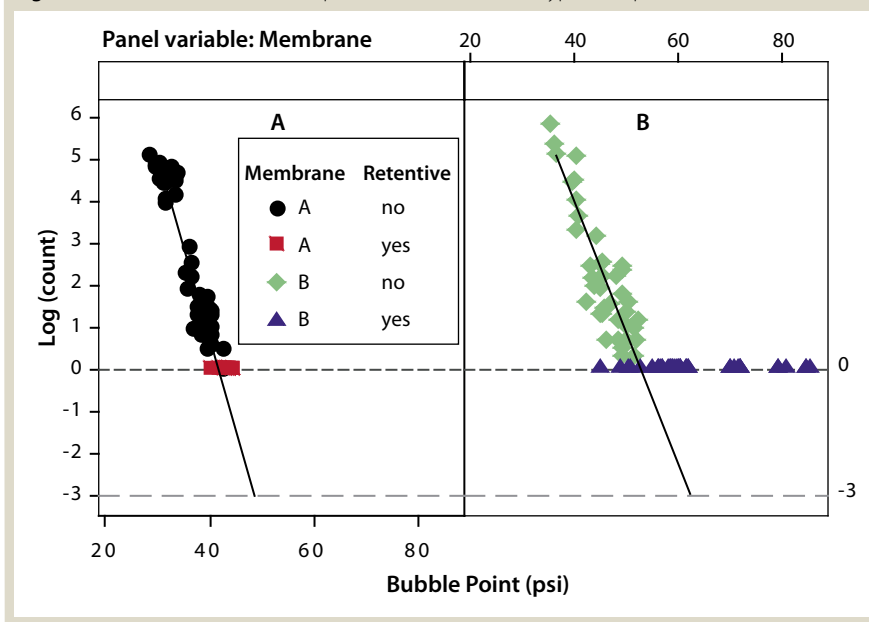 Panel variable: Membrane
20 40 60 80
A B
6
5
4
3
2
1
0
-1
-2
-3
Log (count)
Membrane Retentive
A no
A yes
B no
B yes
0
-3
20 40 60 80
Bubble Point (psi)